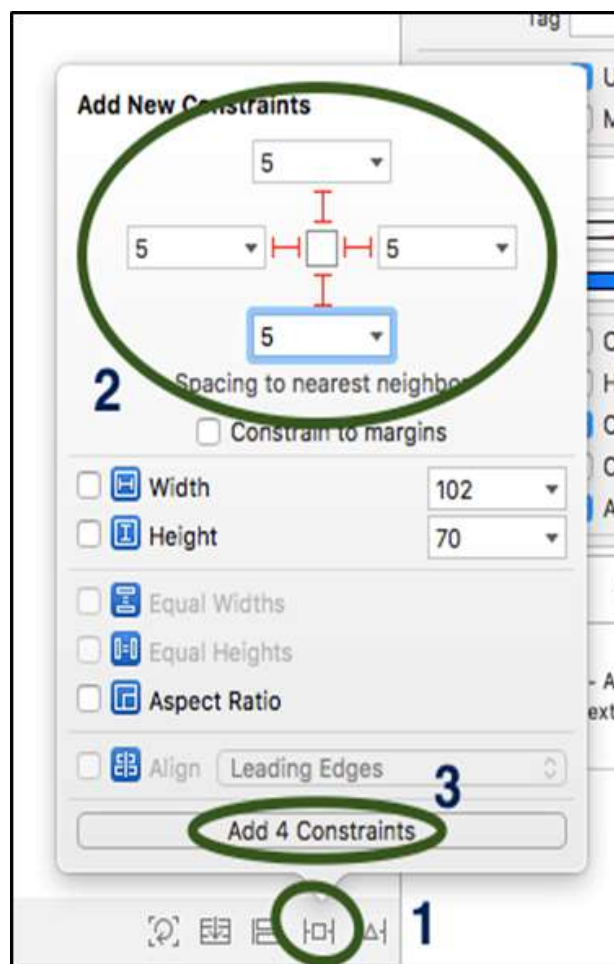 Tag
Add New Constraints
5
5 5
5
2
Spacing to nearest neighbor
Constrain to margins
Width 102
Height 70
Equal Widths
Equal Heights
Aspect Ratio
Align Leading Edges
3
Add 4 Constraints
1